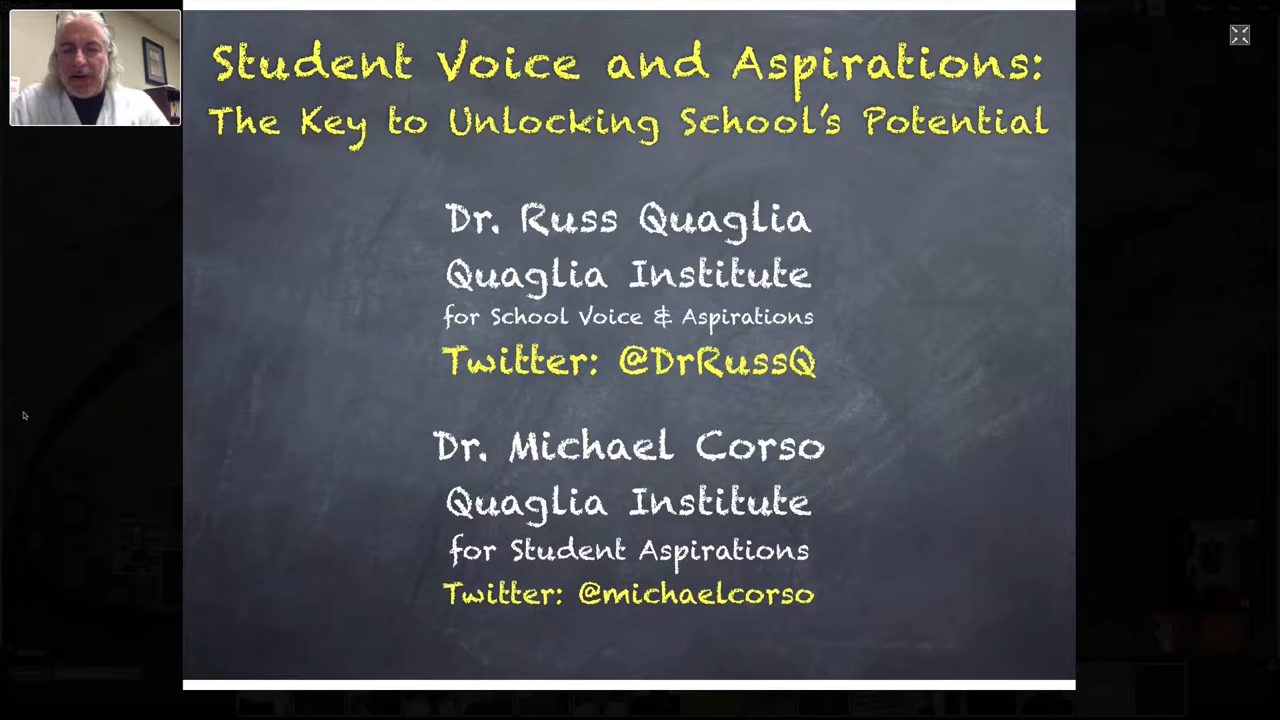 Student Voice and Aspirations:
The Key to Unlocking School's Potential
Dr. Russ Quaglia
Quaglia Institute
for School Voice & Aspirations
Twitter: @DrRussQ
Dr. Michael Corso
Quaglia Institute
for Student Aspirations
Twitter: @michaelcorso